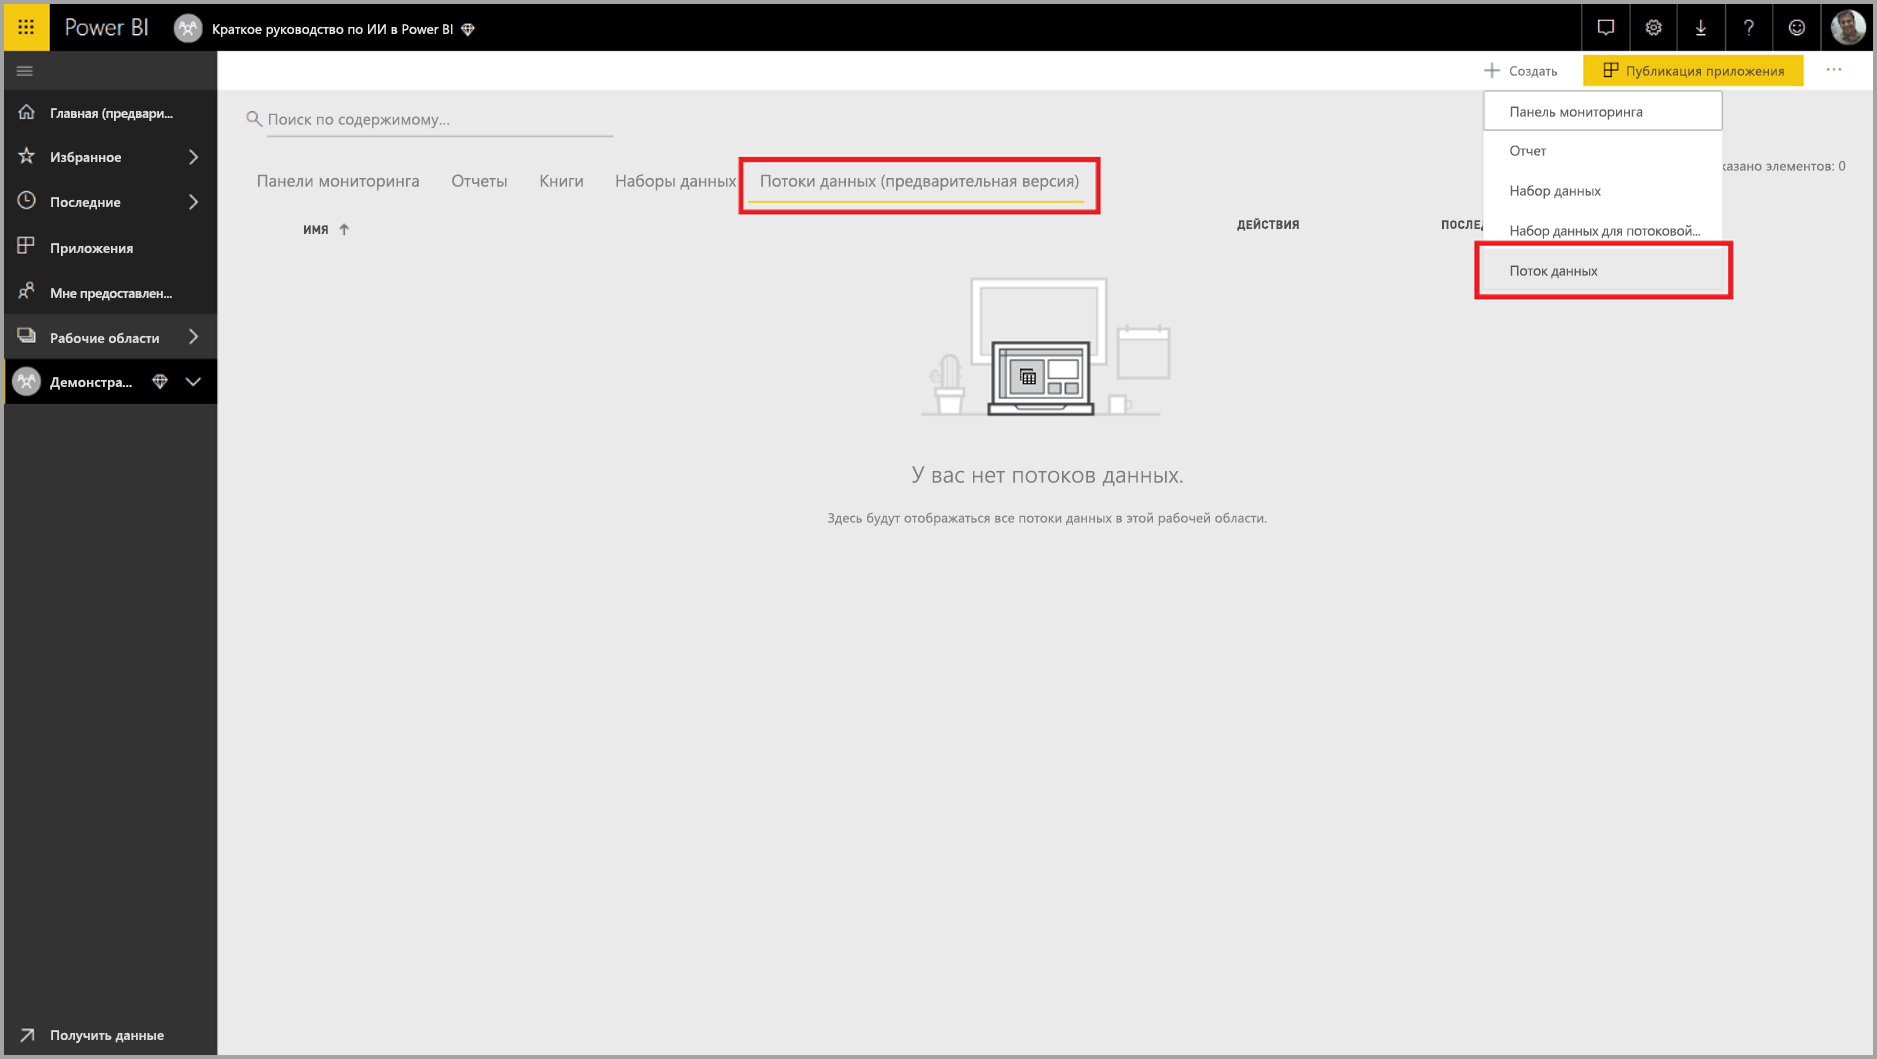 Power BI
Краткое руководство по ИИ в Power BI
?
Создать
Публикация приложения
...
Главная (предвари...
Избранное
Последние
Приложения
Мне предоставлен...
Рабочие области
Демонстра...
Получить данные
Поиск по содержимому...
Панель мониторинга
Отчет
Набор данных
Набор данных для потоковой...
Поток данных
казано элементов: 0
Панели мониторинга Отчеты Книги Наборы данных Потоки данных (предварительная версия)
ИМЯ ДЕЙСТВИЯ ПОСЛЕД
У вас нет потоков данных.
Здесь будут отображаться все потоки данных в этой рабочей области.